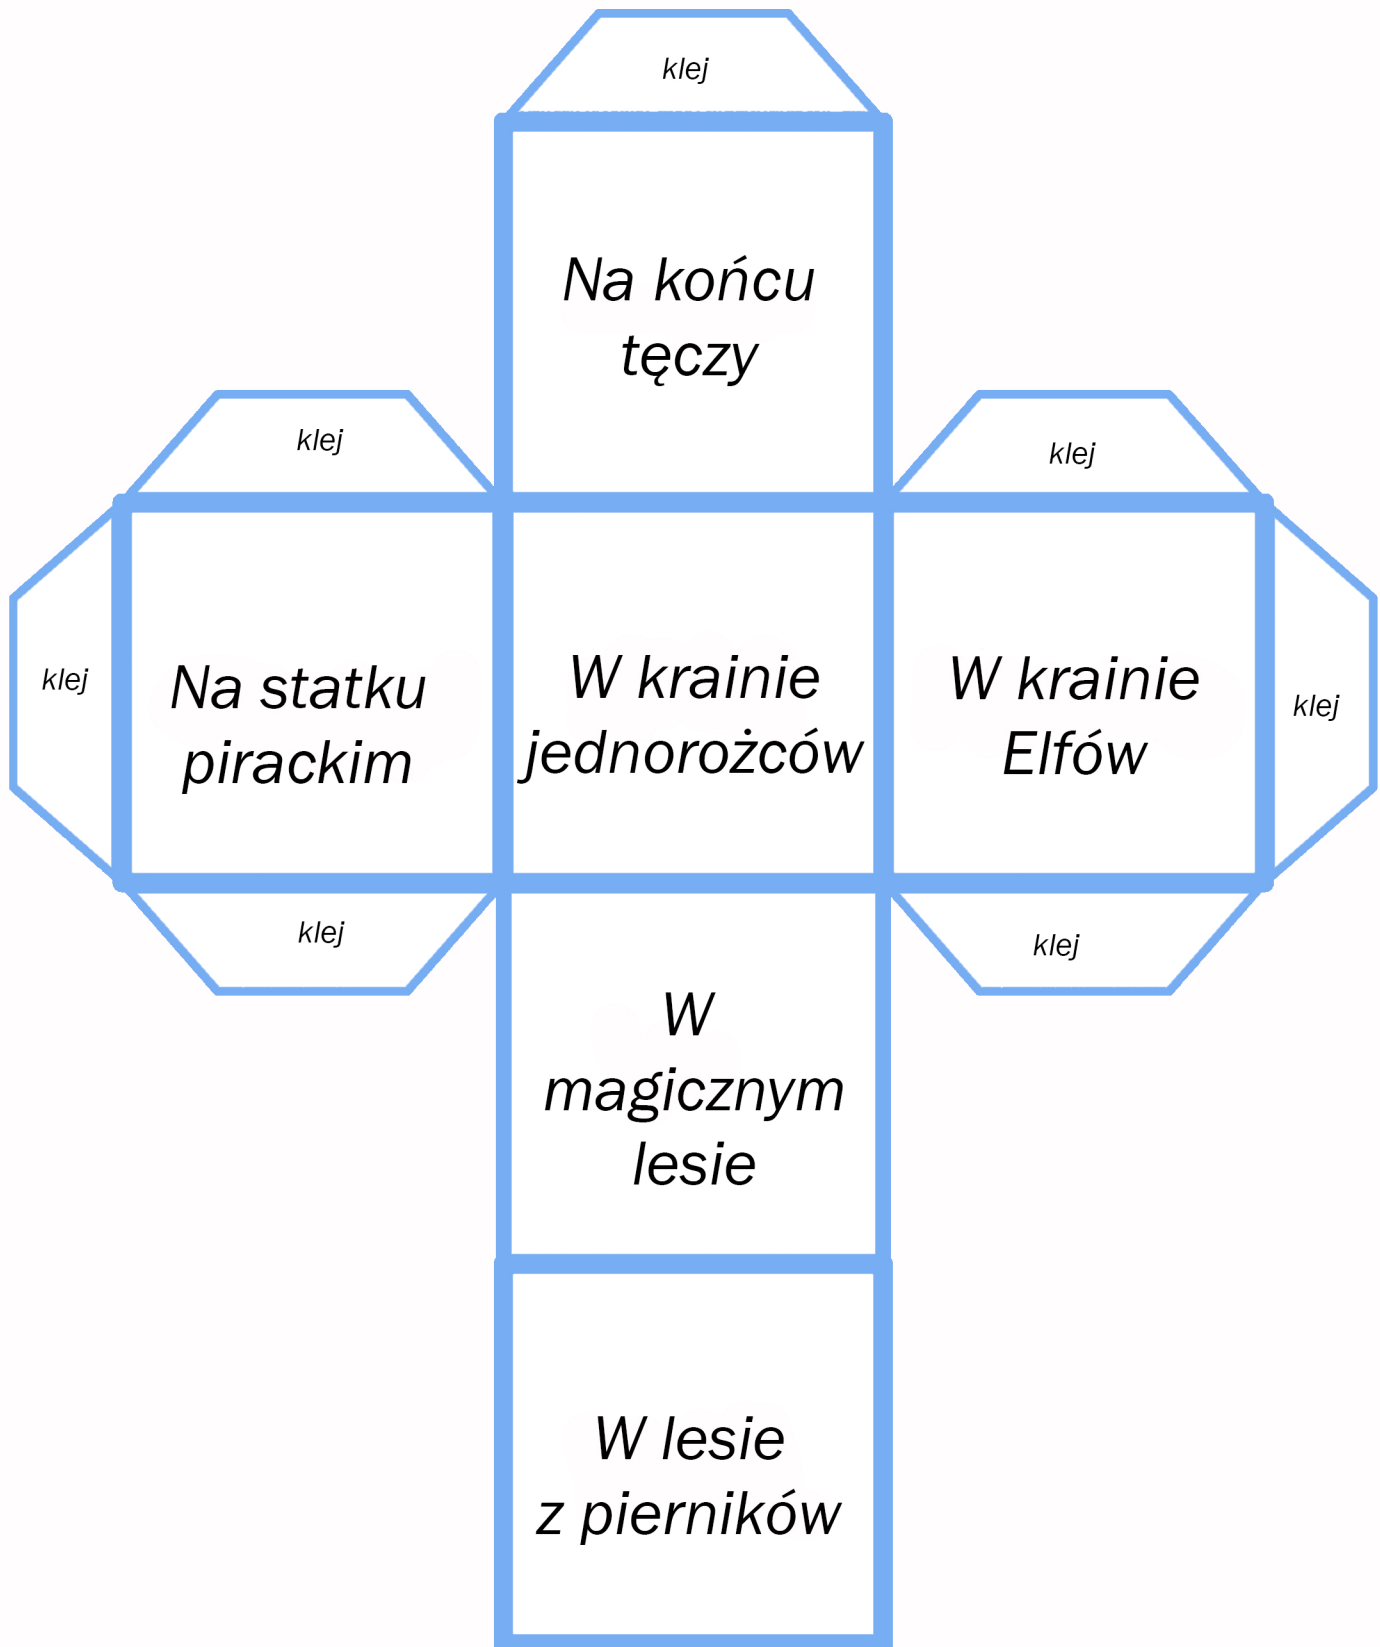 klej
Na końcu
tęczy
klej
klej
klej
Na statku
pirackim
W krainie
jednorożców
W krainie
Elfów
klej
klej
klej
W
magicznym
lesie
W lesie
z pierników